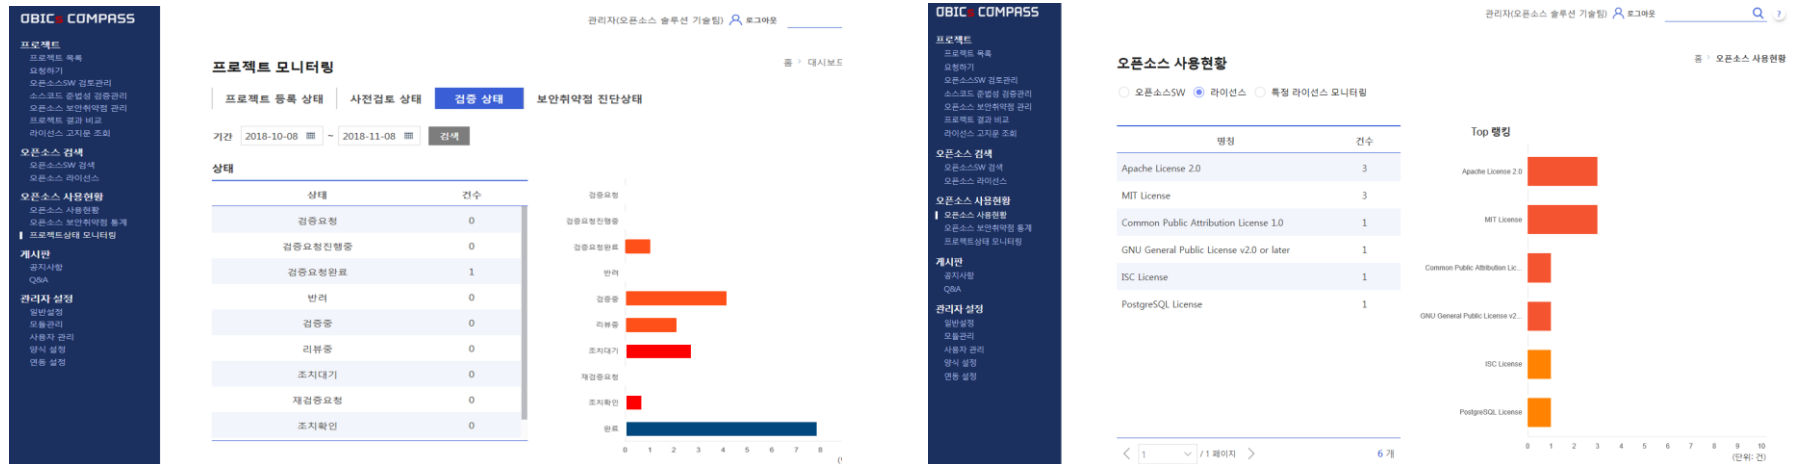 OBICs COMPASS
관리자(오픈소스 솔루션 기술팀) 로그아웃
프로젝트
프로젝트 목록
요청하기
오픈소스SW 검토관리
소스코드 준법성 검증관리
오픈소스 보안취약점 관리
프로젝트 결과 비교
라이선스 고지문 조회
오픈소스 검색
오픈소스SW 검색
오픈소스 라이선스
오픈소스 사용현황
오픈소스 사용현황
오픈소스 보안취약점 통계
프로젝트상태 모니터링
게시판
공지사항
Q&A
관리자 설정
일반설정
모듈관리
사용자 관리
양식 설정
연동 설정
프로젝트 모니터링
홈 > 대시보드
프로젝트 등록 상태 사전검토 상태 검증 상태 보안취약점 진단상태
기간 2018-10-08 ~ 2018-11-08 검색
상태
상태 건수
검증요청 0
검증요청진행중 0
검증요청완료 1
반려 0
검증중 0
리뷰중 0
조치대기 0
재검증요청 0
조치확인 0
검증요청
검증요청진행중
검증요청완료
반려
검증중
리뷰중
조치대기
재검증요청
조치확인
완료
0 1 2 3 4 5 6 7 8
OBICs COMPASS
관리자(오픈소스 솔루션 기술팀) 로그아웃 ?
프로젝트
프로젝트 목록
요청하기
오픈소스SW 검토관리
소스코드 준법성 검증관리
오픈소스 보안취약점 관리
프로젝트 결과 비교
라이선스 고지문 조회
오픈소스 검색
오픈소스SW 검색
오픈소스 라이선스
오픈소스 사용현황
오픈소스 사용현황
오픈소스 보안취약점 통계
프로젝트상태 모니터링
게시판
공지사항
Q&A
관리자 설정
일반설정
모듈관리
사용자 관리
양식 설정
연동 설정
오픈소스 사용현황
홈 > 오픈소스 사용현황
오픈소스SW 라이선스 특정 라이선스 모니터링
명칭 건수
Apache License 2.0 3
MIT License 3
Common Public Attribution License 1.0 1
GNU General Public License v2.0 or later 1
ISC License 1
PostgreSQL License 1
1 / 1 페이지 6 개
Top 랭킹
Apache License 2.0
MIT License
Common Public Attribution Lic...
GNU General Public License v2...
ISC License
PostgreSQL License
0 1 2 3 4 5 6 7 8 9 10
(단위: 건)